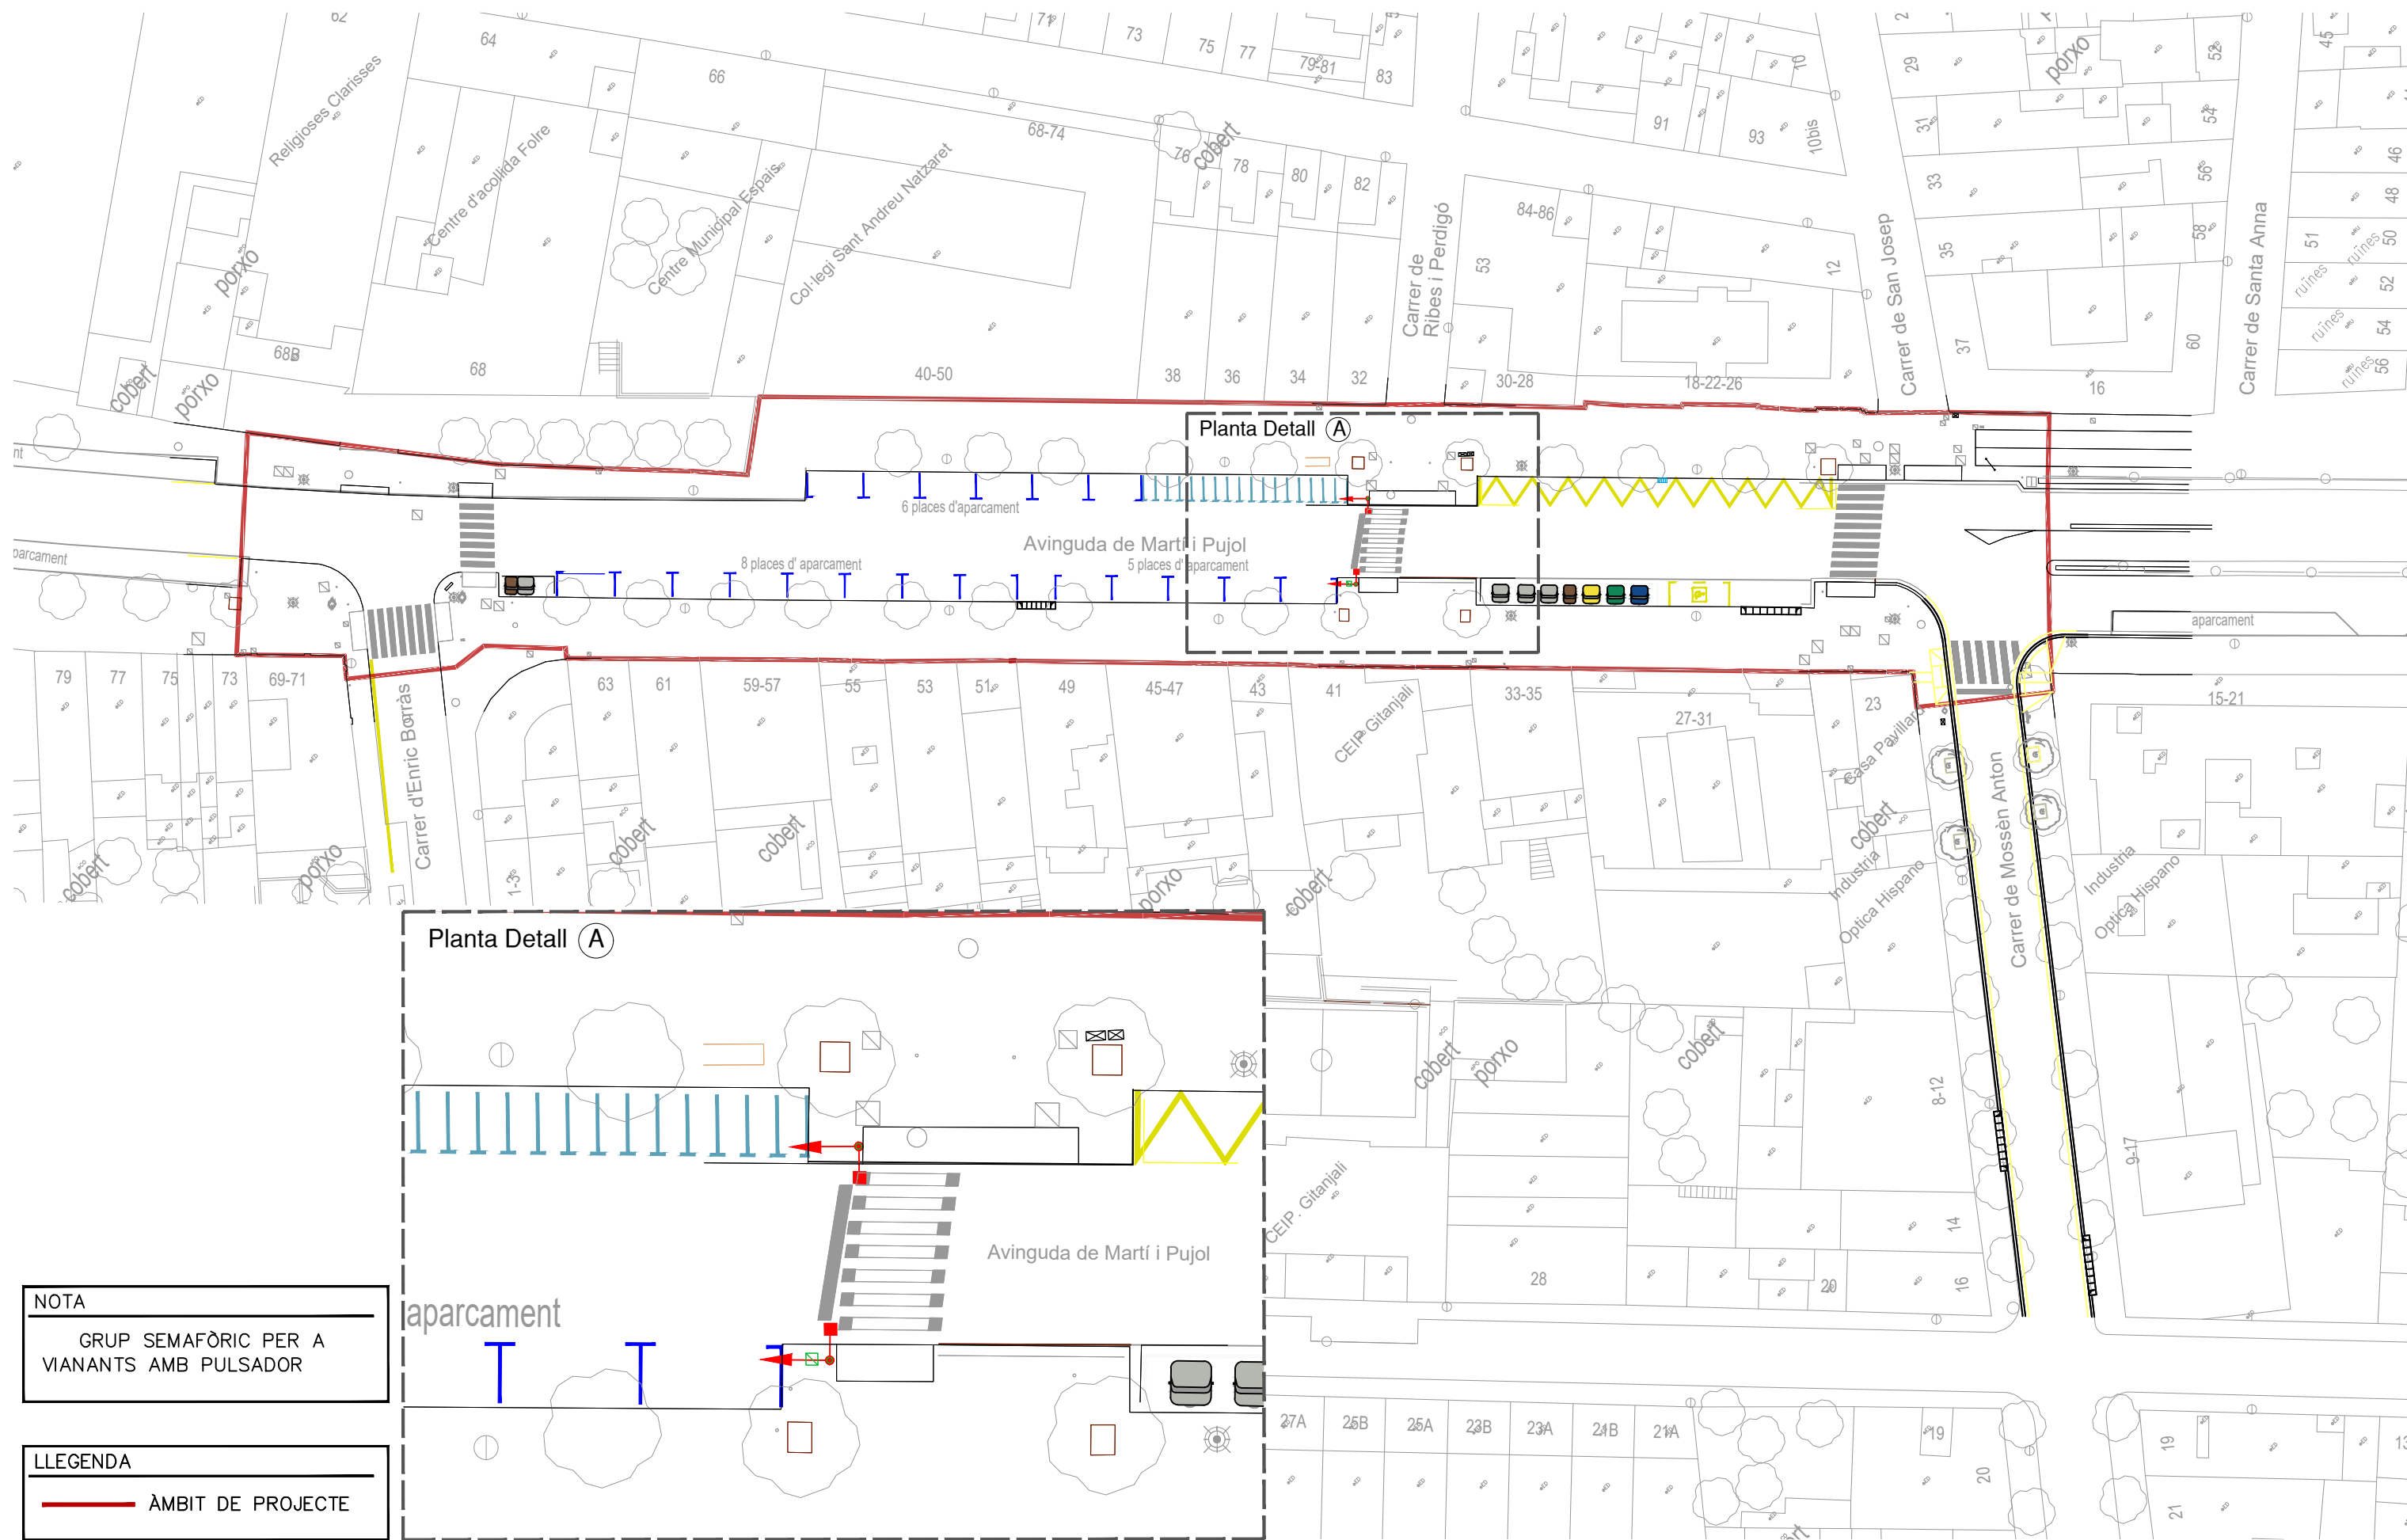 62
64
71
73
75
77
79-81
83
10
29
porxo
52
45
Religioses Clarisses
66
68-74
91
93
10bis
31
54
46
Centre d'acollida Folre
Centre Municipal Espais
Col·legi Sant Andreu Natzaret
76
cobert
78
80
82
33
56
48
84-86
Carrer de
Ribes i Perdigó
53
12
35
58
51
50
ruïnes
ruïnes
52
porxo
Carrer de San Josep
Carrer de Santa Anna
68B
68
cobert
porxo
40-50
38
36
34
32
30-28
18-22-26
37
16
60
ruïnes
54
ruïnes
56
Planta Detall A
6 places d'aparcament
Avinguda de Martí i Pujol
8 places d' aparcament
5 places d' aparcament
aparcament
79
77
75
73
69-71
63
61
59-57
55
53
51
49
45-47
43
41
33-35
27-31
23
15-21
Carrer d'Enric Borràs
CEIP Gitanjali
Casa Pavillard
cobert
porxo
1-3
cobert
cobert
porxo
cobert
cobert
Industria
Optica Hispano
Carrer de Mossèn Anton
Industria
Optica Hispano
Planta Detall A
cobert
porxo
cobert
8-12
9-17
CEIP. Gitanjali
14
16
28
20
Avinguda de Martí i Pujol
aparcament
NOTA
GRUP SEMAFÒRIC PER A
VIANANTS AMB PULSADOR
LLEGENDA
ÀMBIT DE PROJECTE
27A
25B
25A
23B
23A
21B
21A
19
20
19
21